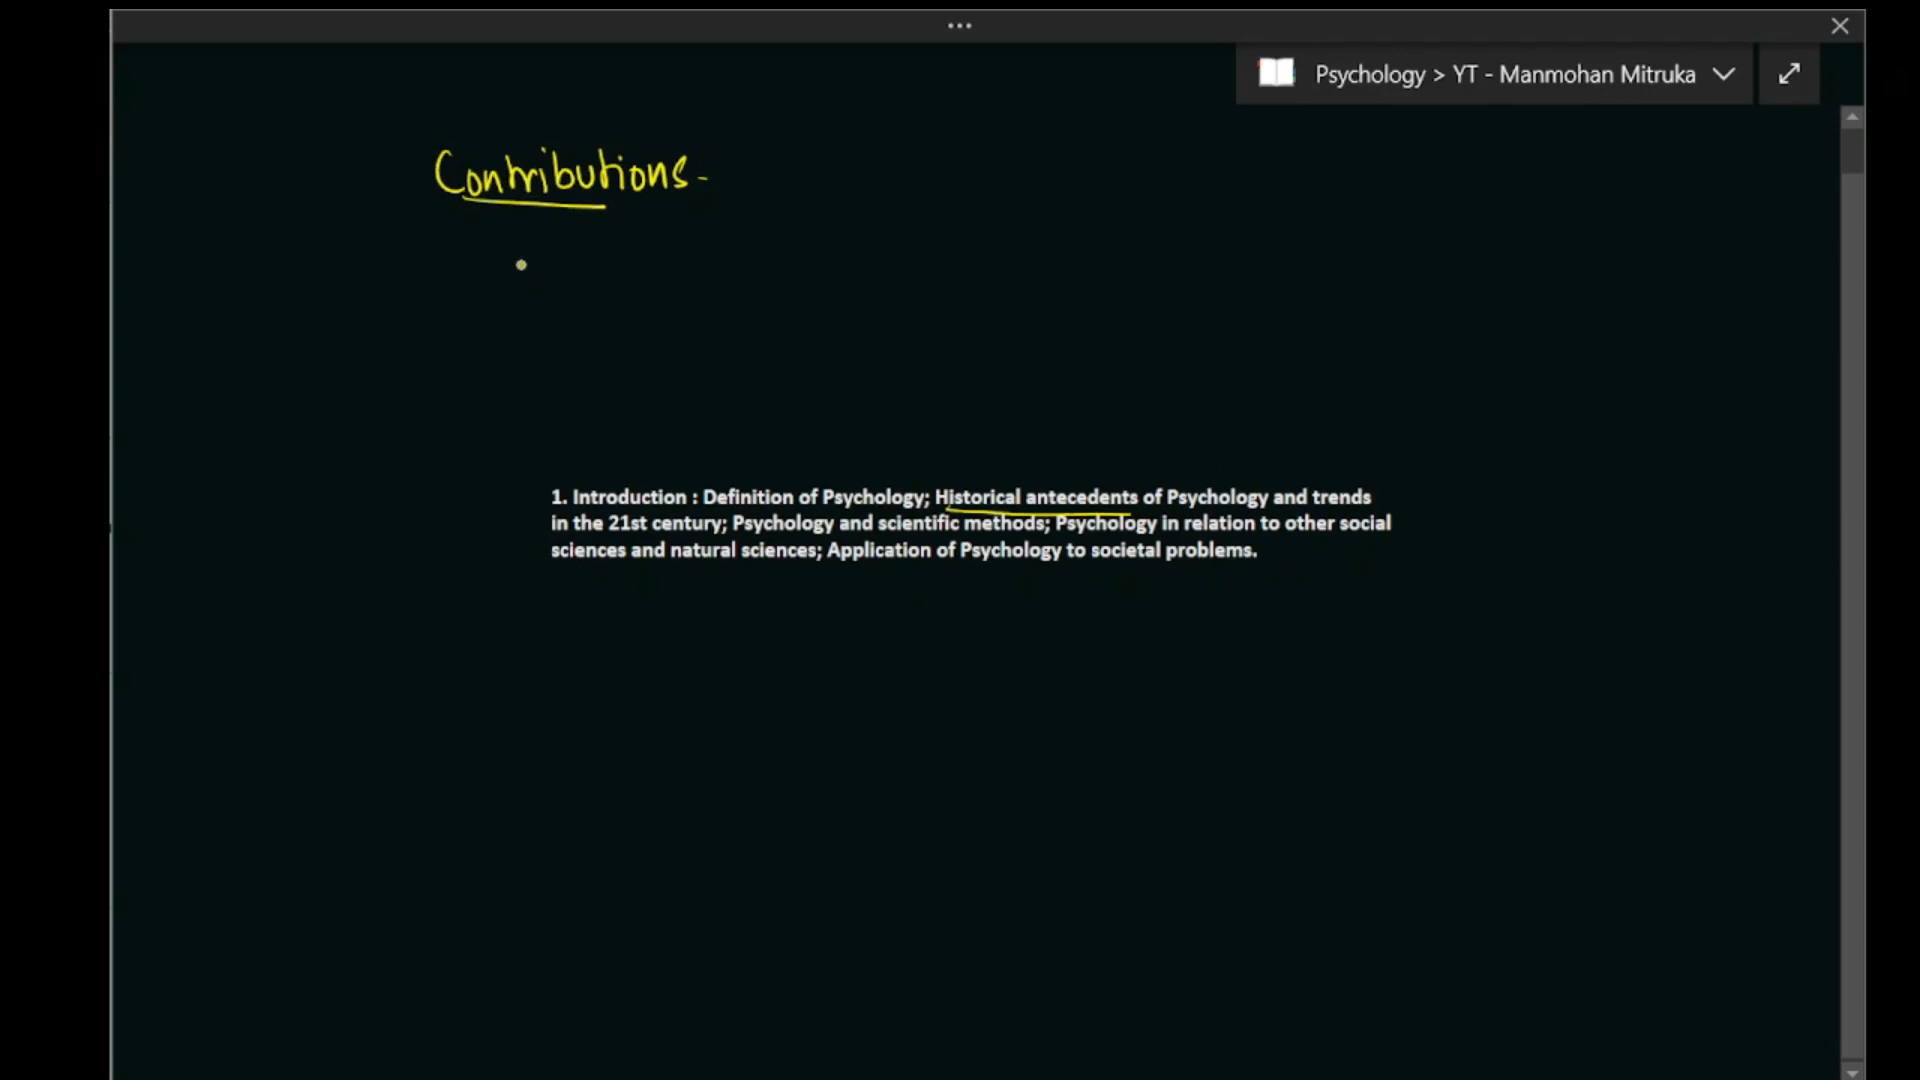 Psychology > YT - Manmohan Mitruka
Contributions -
1. Introduction : Definition of Psychology; Historical antecedents of Psychology and trends
in the 21st century; Psychology and scientific methods; Psychology in relation to other social
sciences and natural sciences; Application of Psychology to societal problems.